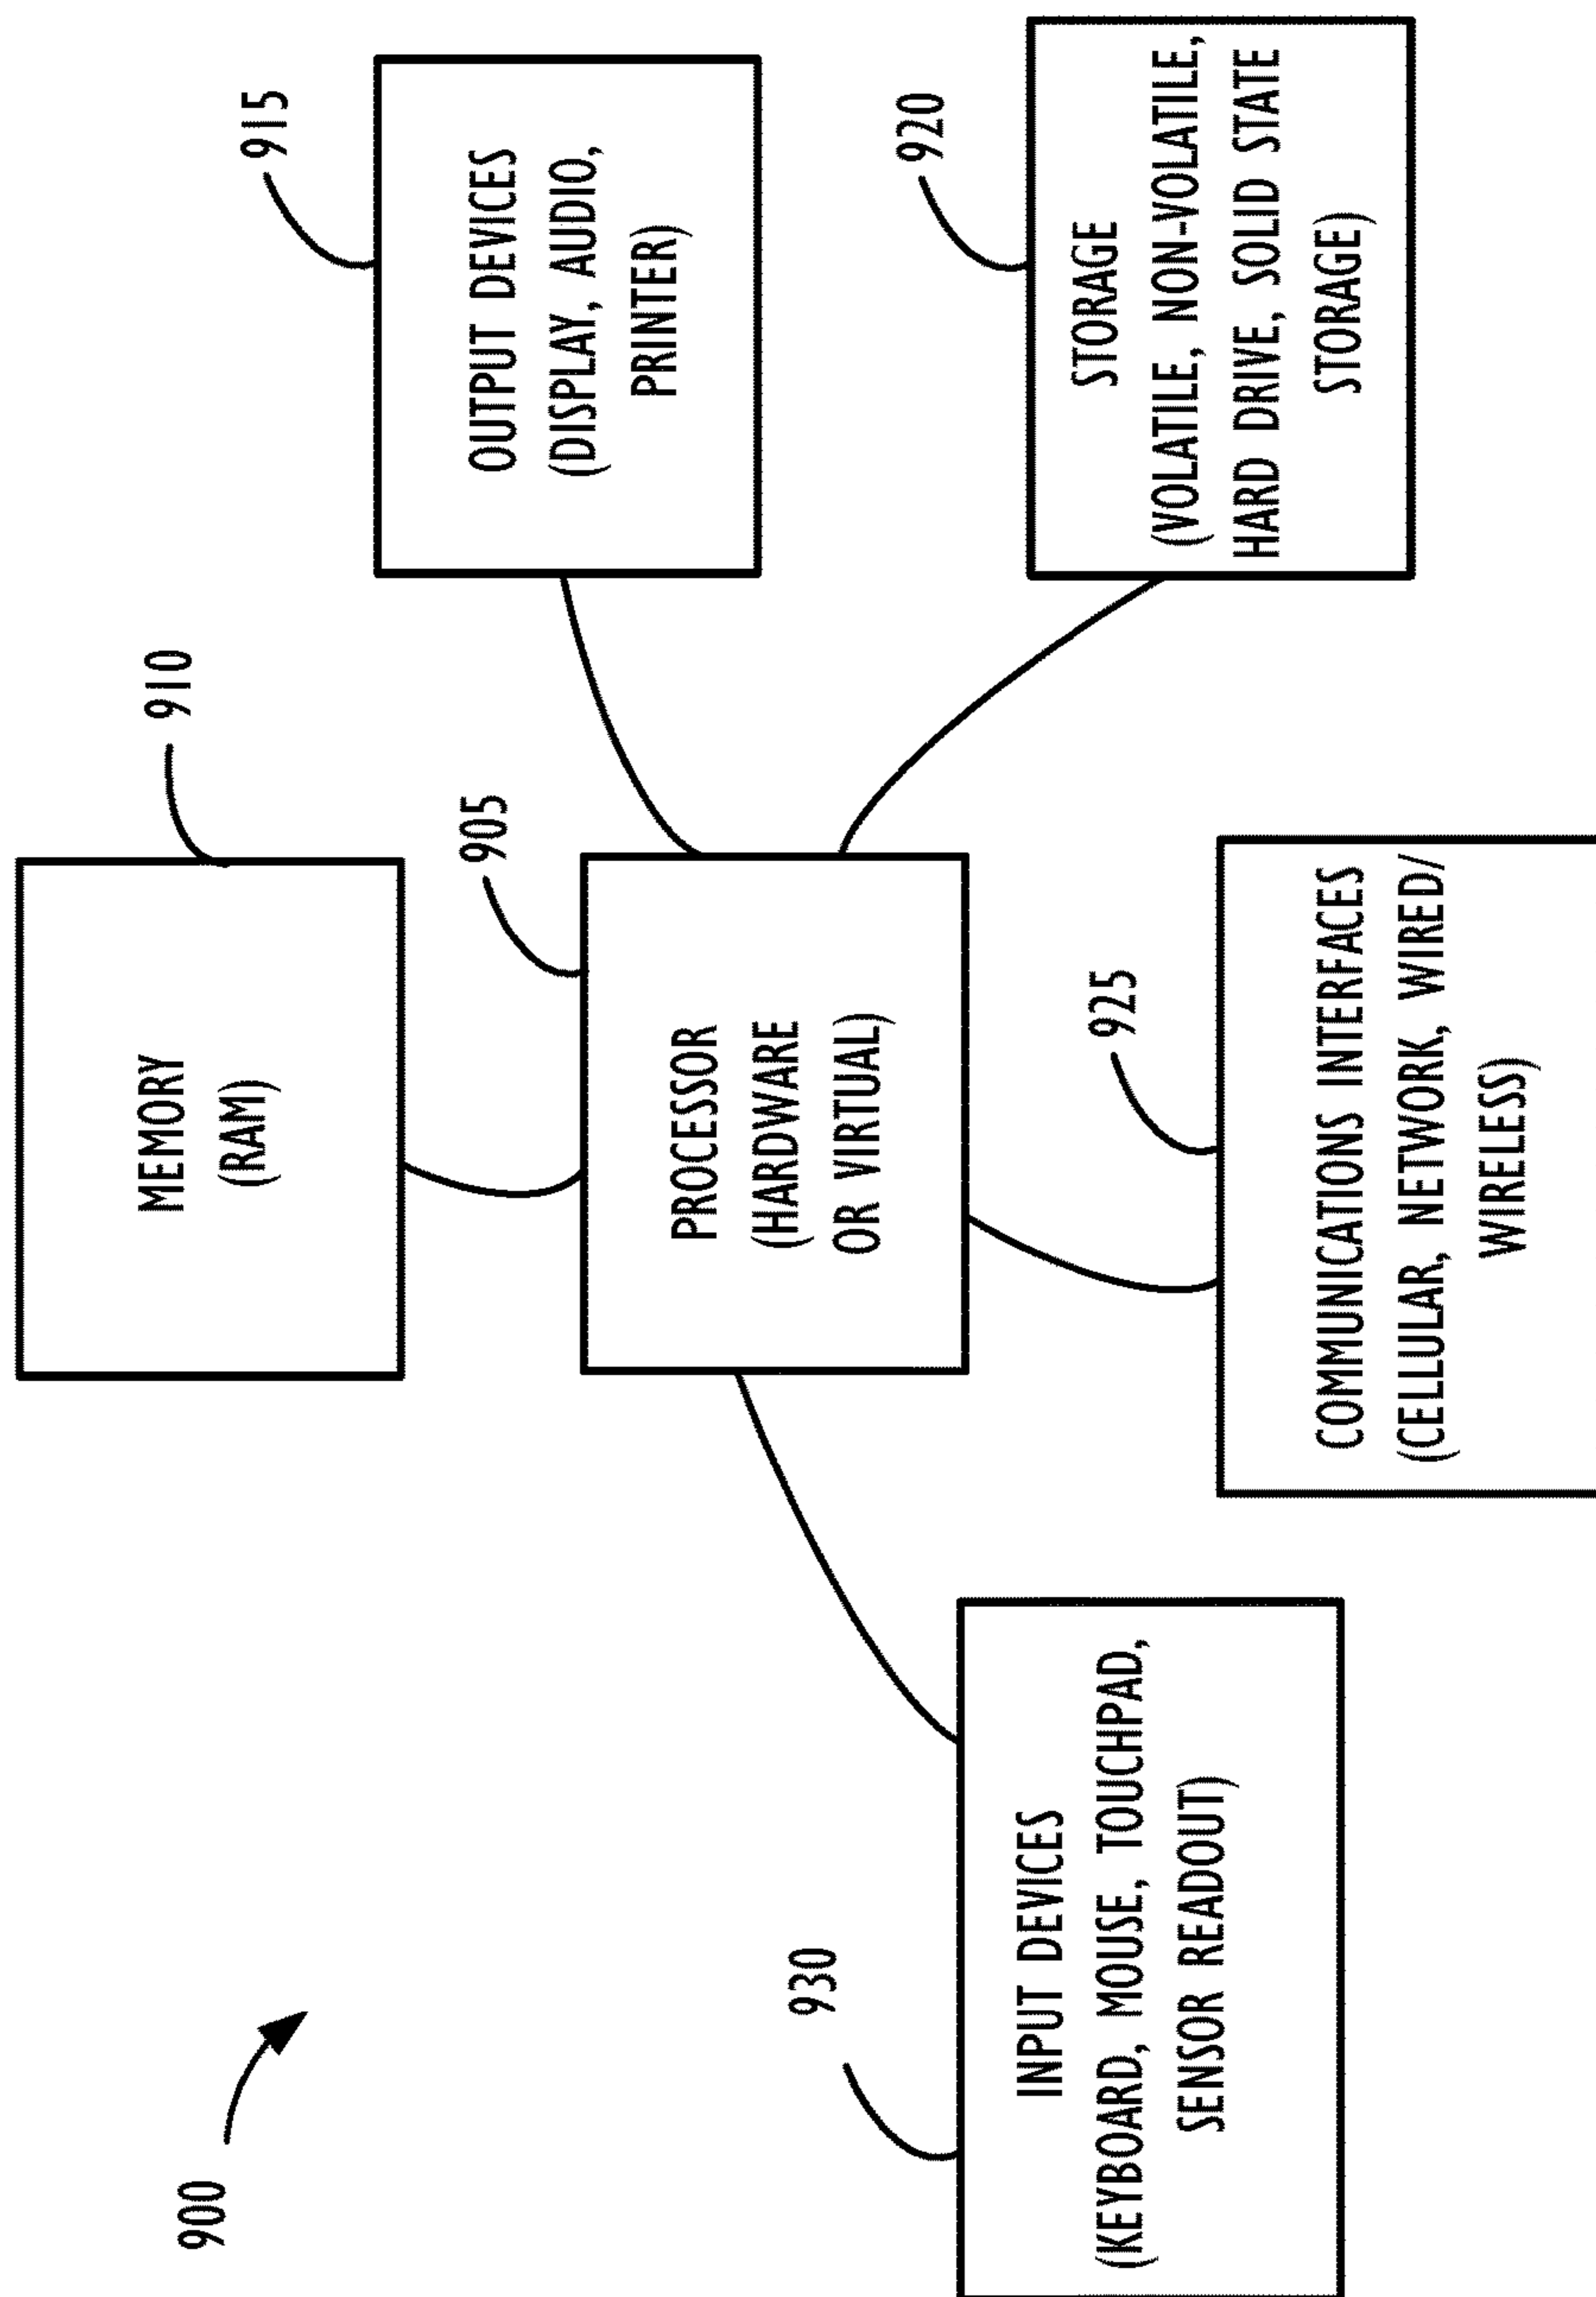 900
910
MEMORY
(RAM)
915
OUTPUT DEVICES
(DISPLAY, AUDIO,
PRINTER)
905
PROCESSOR
(HARDWARE
OR VIRTUAL)
920
STORAGE
(VOLATILE, NON-VOLATILE,
HARD DRIVE, SOLID STATE
STORAGE)
930
INPUT DEVICES
(KEYBOARD, MOUSE, TOUCHPAD,
SENSOR READOUT)
925
COMMUNICATIONS INTERFACES
(CELLULAR, NETWORK, WIRED/
WIRELESS)